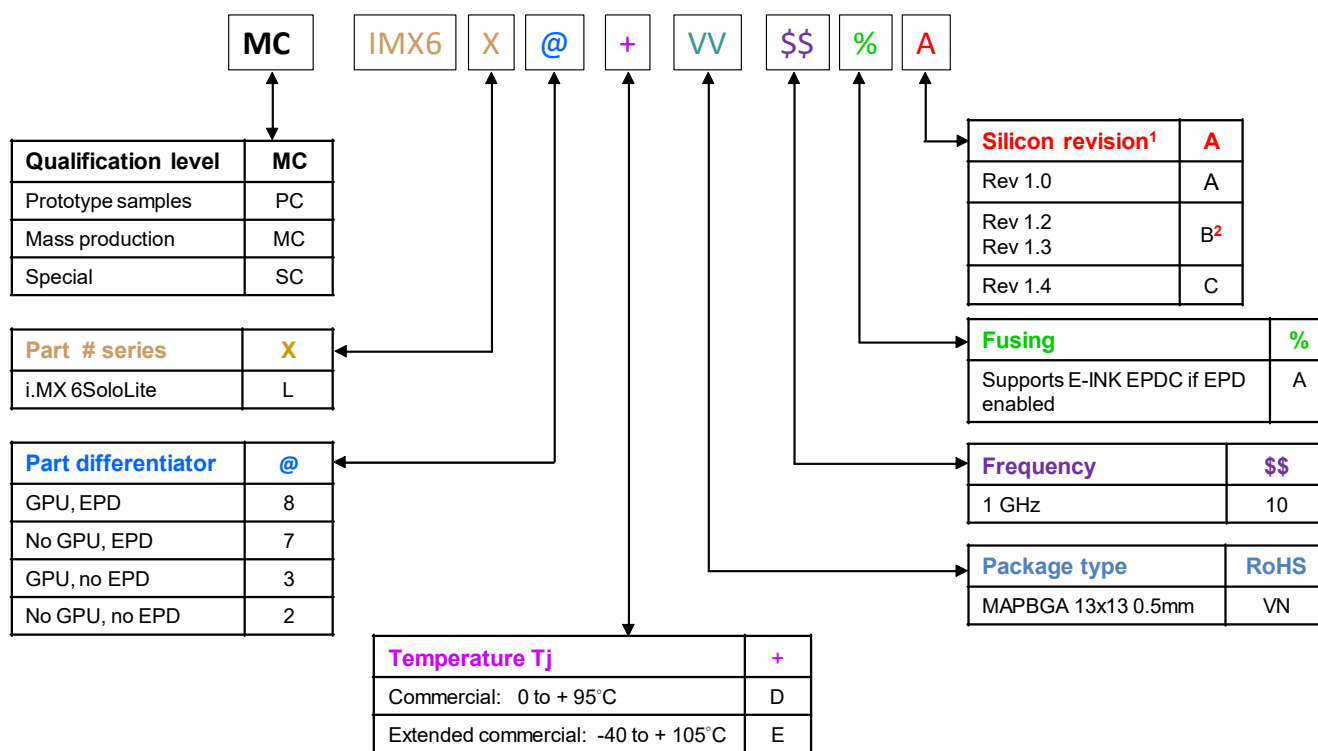 MC IMX6 X @ + VV $$ % A
Qualification level MC
Prototype samples PC
Mass production MC
Special SC
Part # series X
i.MX 6SoloLite L
Part differentiator @
GPU, EPD 8
No GPU, EPD 7
GPU, no EPD 3
No GPU, no EPD 2
Temperature Tj +
Commercial: 0 to + 95°C D
Extended commercial: -40 to + 105°C E
Silicon revision¹ A
Rev 1.0 A
Rev 1.2
Rev 1.3 B²
Rev 1.4 C
Fusing %
Supports E-INK EPDC if EPD A
enabled
Frequency $$
1 GHz 10
Package type RoHS
MAPBGA 13x13 0.5mm VN